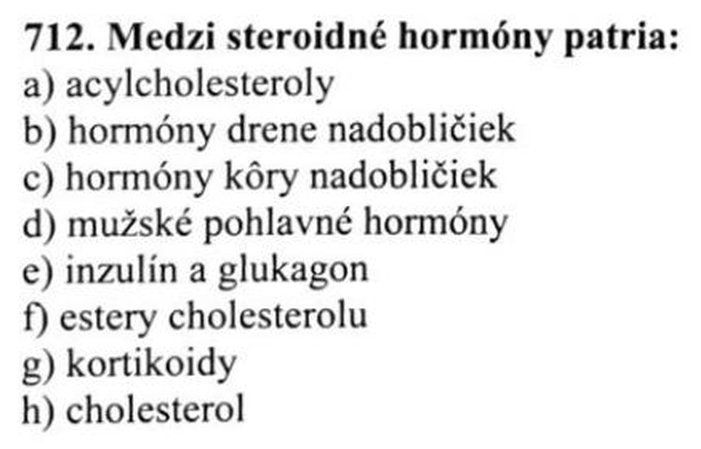 712. Medzi steroidné hormóny patria:
a) acylcholesteroly
b) hormóny drene nadobličiek
c) hormóny kôry nadobličiek
d) mužské pohlavné hormóny
e) inzulín a glukagon
f) estery cholesterolu
g) kortikoidy
h) cholesterol